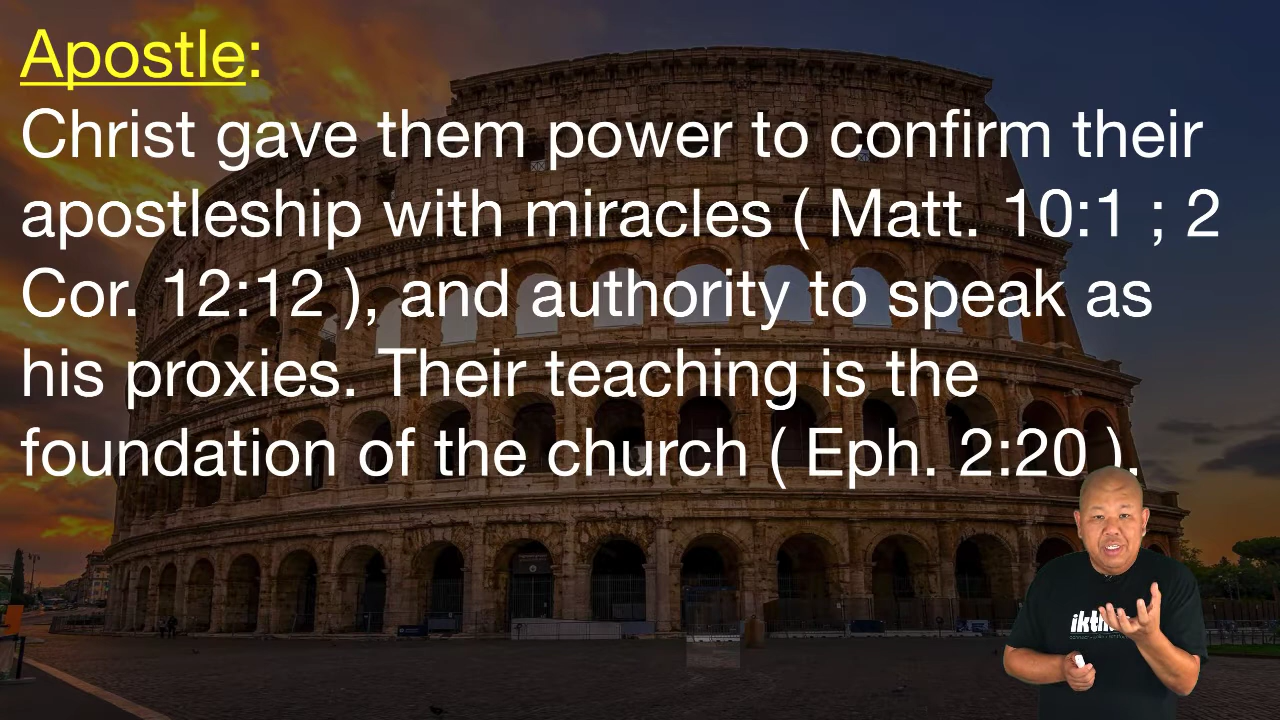 Apostle:
Christ gave them power to confirm their
apostleship with miracles ( Matt. 10:1 ; 2
Cor. 12:12 ), and authority to speak as
his proxies. Their teaching is the
foundation of the church ( Eph. 2:20 ).